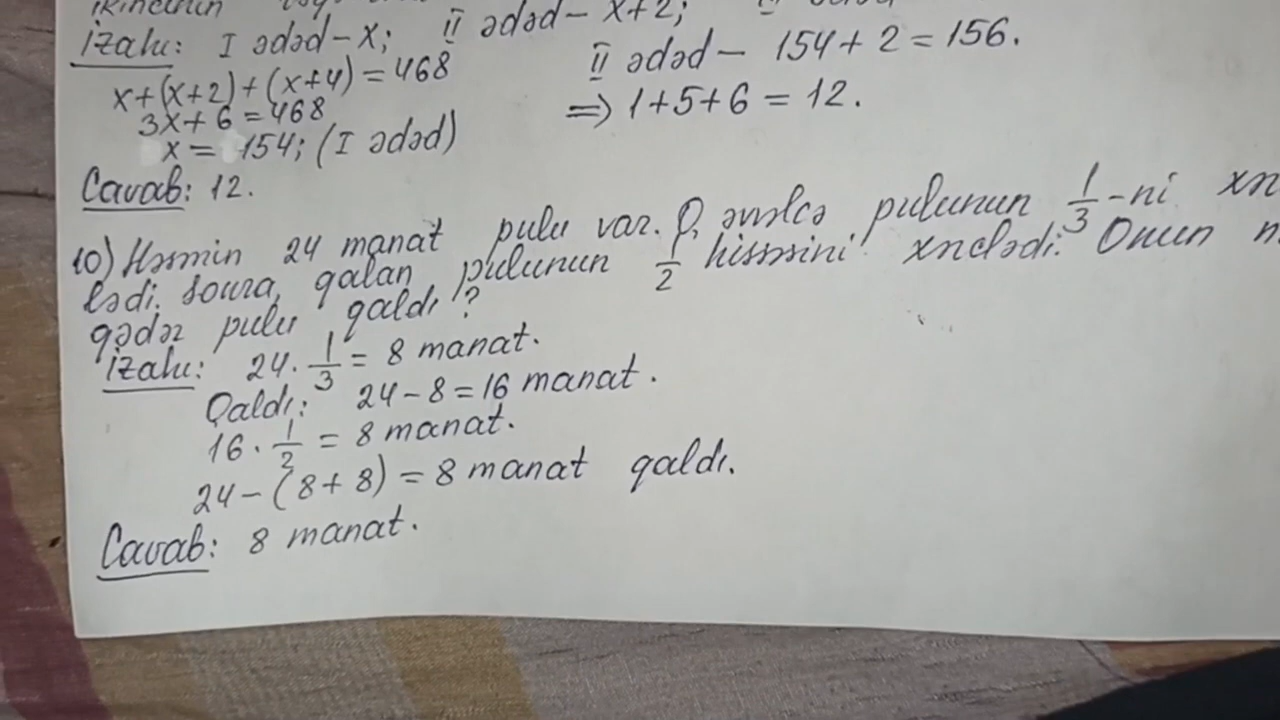 ikincinin
İzahı: I ədəd – x; II ədəd – x+2;
x+(x+2)+(x+4)=468
3x+6=468
x = 154; (I ədəd)
II ədəd – 154+2=156.
⇒ 1+5+6=12.
Cavab: 12.
10) Həsənin 24 manat pulu var. O, əvvəlcə pulunun 1/3-ni xərc
lədi. Sonra, qalan pulunun 1/2 hissəsini xərclədi. Onun n
qədər pulu qaldı?
İzahı: 24 · 1/3 = 8 manat.
Qaldı: 24–8=16 manat.
16 · 1/2 = 8 manat.
24–(8+8)=8 manat qaldı.
Cavab: 8 manat.